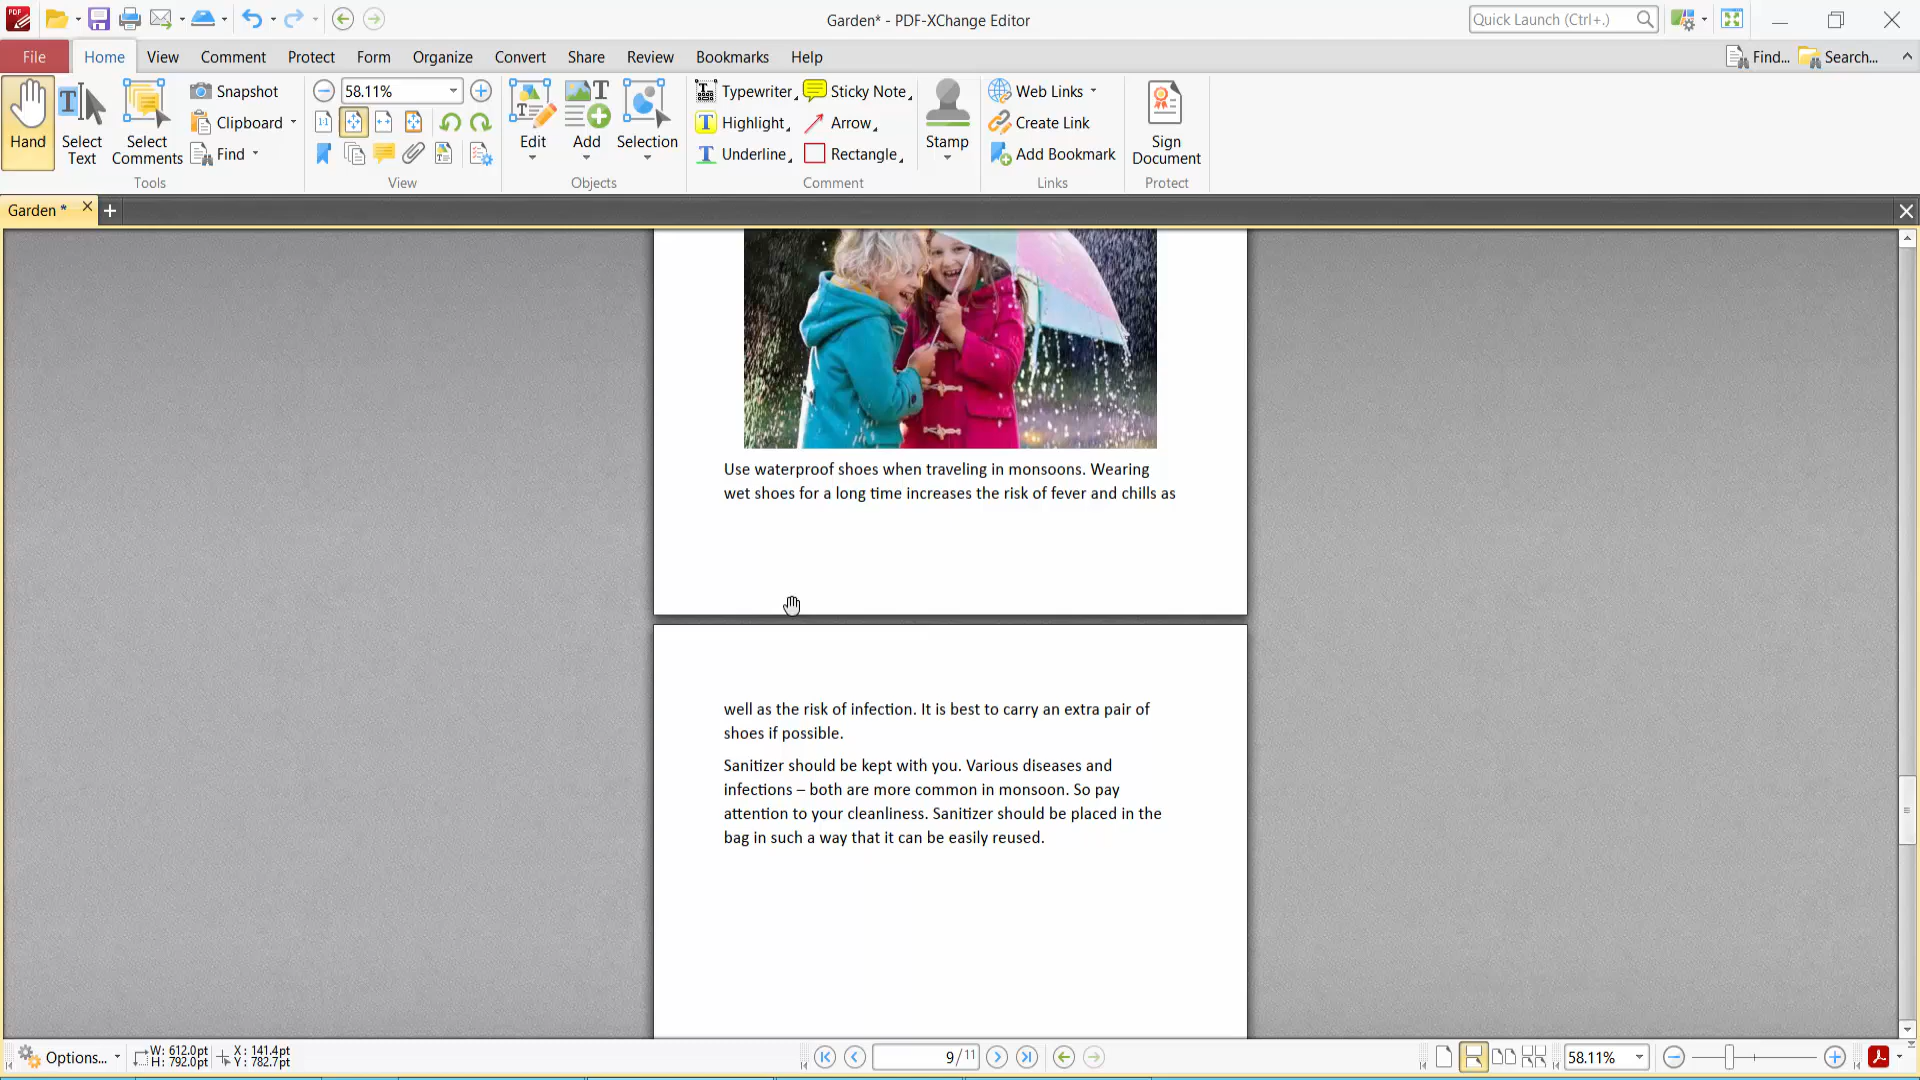 Garden* - PDF-XChange Editor
Quick Launch (Ctrl+.)
File Home View Comment Protect Form Organize Convert Share Review Bookmarks Help Find... Search...
Hand
Select Text
Select Comments
Snapshot
Clipboard
Find
Tools
58.11%
View
Edit
Add
Selection
Objects
Typewriter
Highlight
Underline
Sticky Note
Arrow
Rectangle
Stamp
Comment
Web Links
Create Link
Add Bookmark
Links
Sign Document
Protect
Garden *
Use waterproof shoes when traveling in monsoons. Wearing
wet shoes for a long time increases the risk of fever and chills as
well as the risk of infection. It is best to carry an extra pair of
shoes if possible.
Sanitizer should be kept with you. Various diseases and
infections – both are more common in monsoon. So pay
attention to your cleanliness. Sanitizer should be placed in the
bag in such a way that it can be easily reused.
Options...
W: 612.0pt
H: 792.0pt
X: 141.4pt
Y: 782.7pt
9 / 11
58.11%